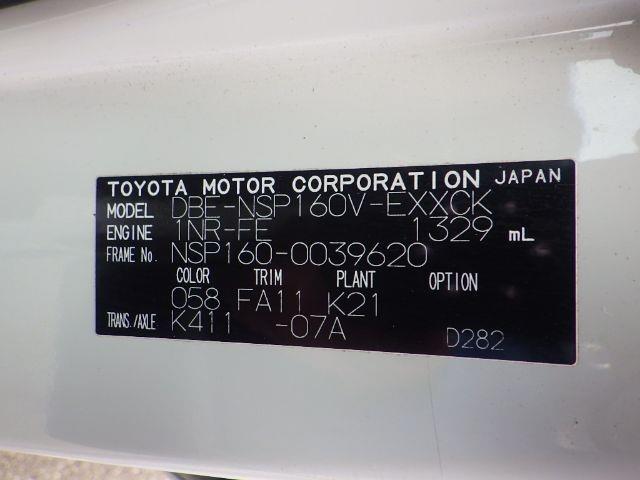 TOYOTA MOTOR CORPORATION JAPAN
MODEL DBE-NSP160V-EXXCK
ENGINE 1NR-FE 1329 mL
FRAME No. NSP160-0039620
COLOR TRIM PLANT OPTION
058 FA11 K21
TRANS./AXLE K411 -07A D282